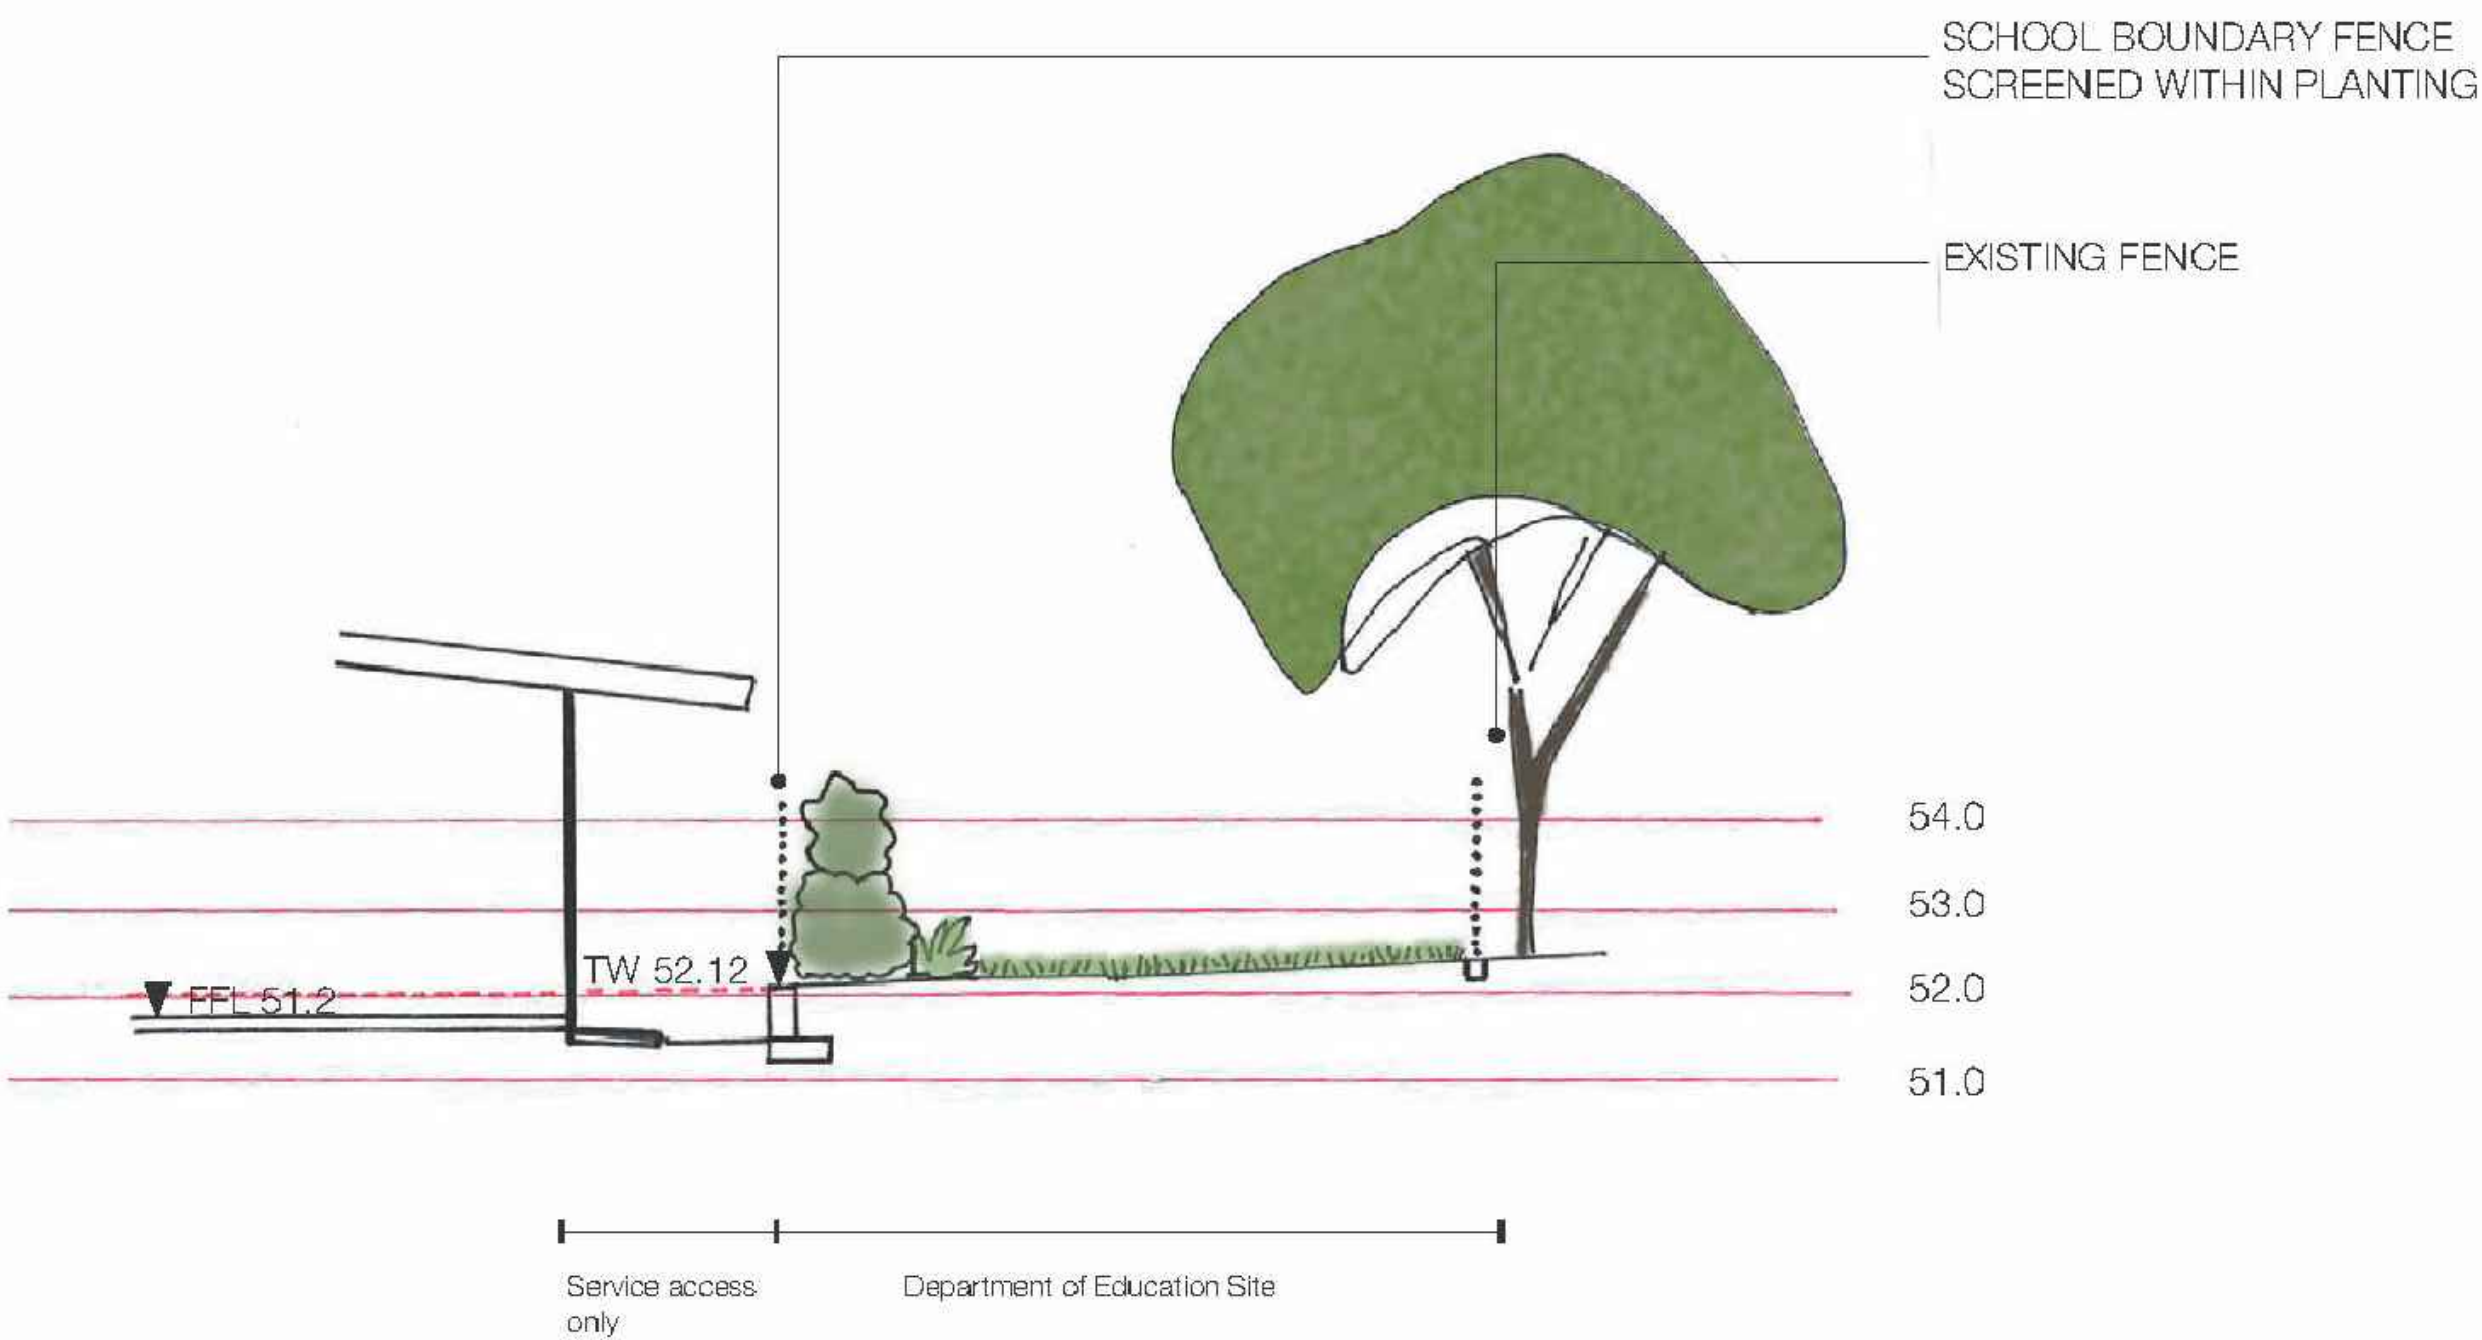 SCHOOL BOUNDARY FENCE
SCREENED WITHIN PLANTING
EXISTING FENCE
54.0
53.0
TW 52.12
52.0
FFL 51.2
51.0
Service access
only
Department of Education Site